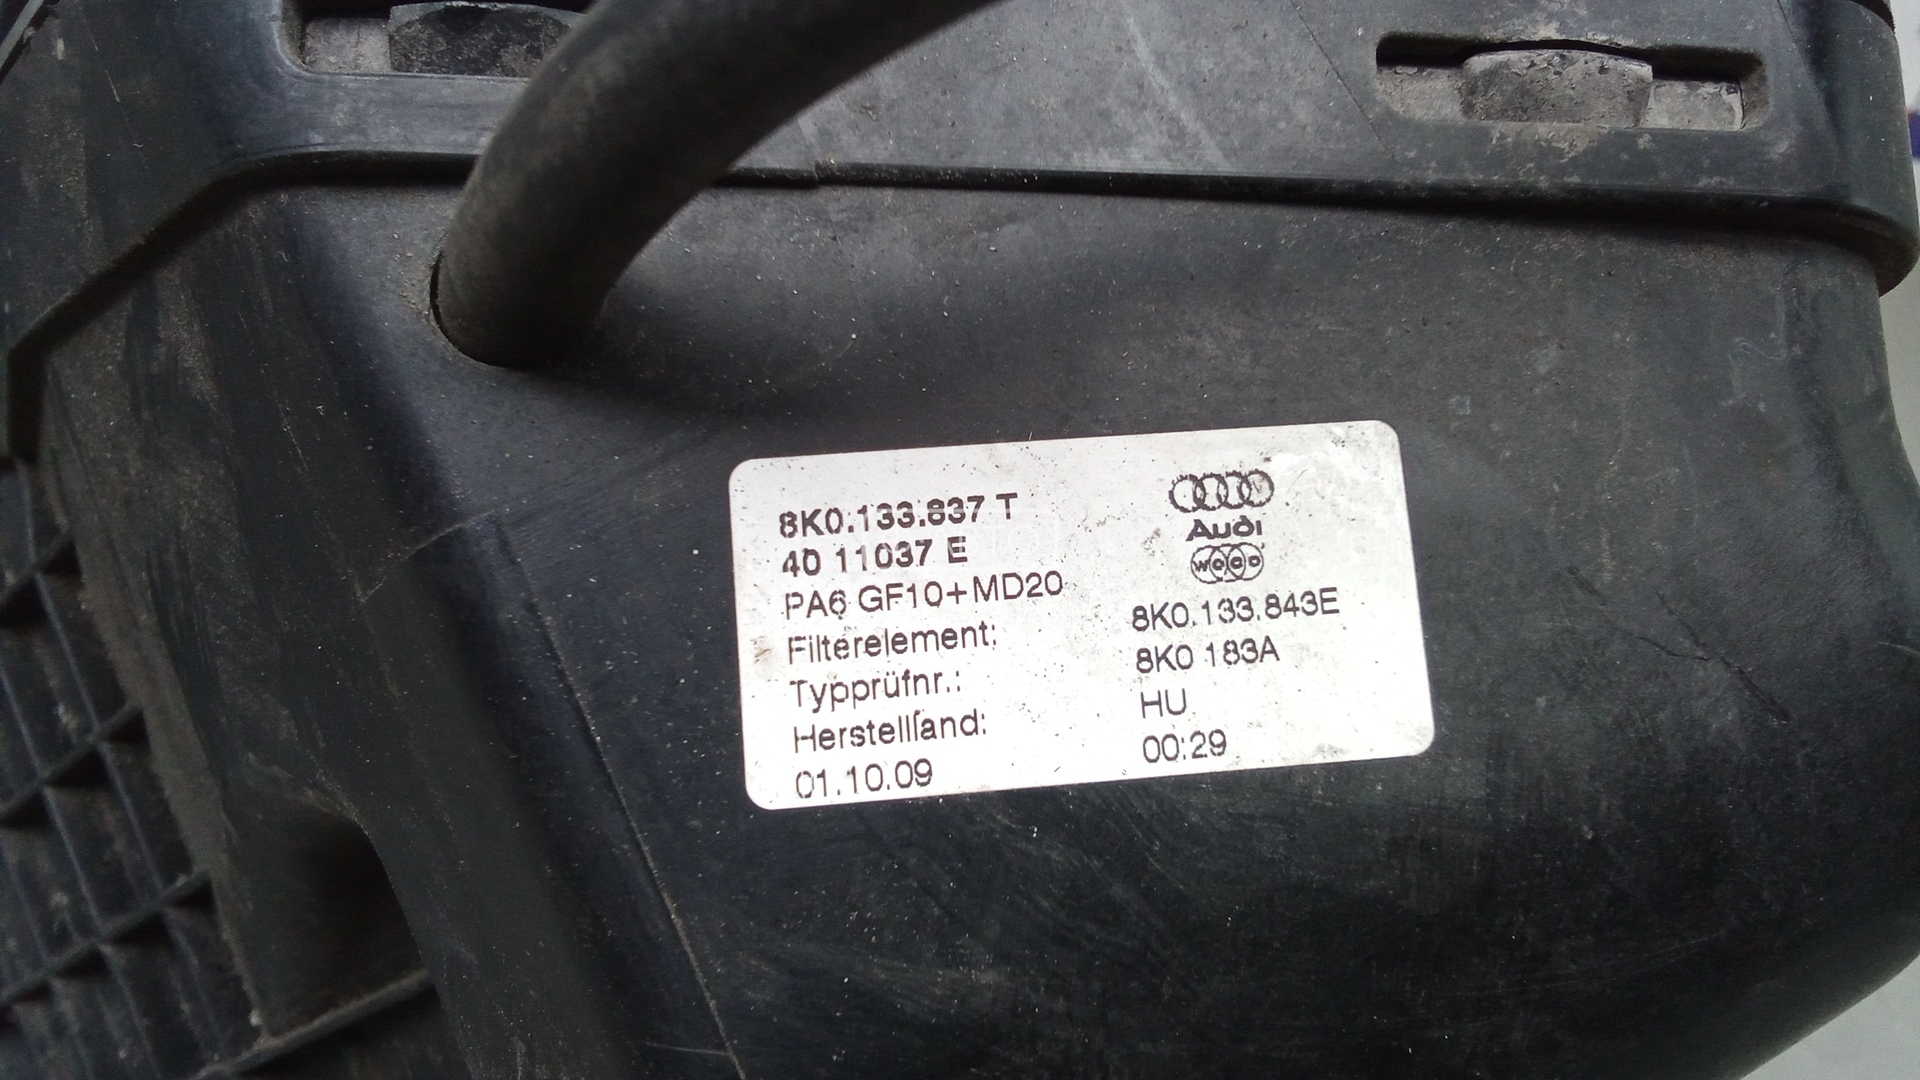 8K0.133.837 T
40 11037 E
PA6 GF10+MD20
Audi
Filterelement: 8K0.133.843E
Typprüfnr.: 8K0 183A
Herstelland: HU
01.10.09 00:29